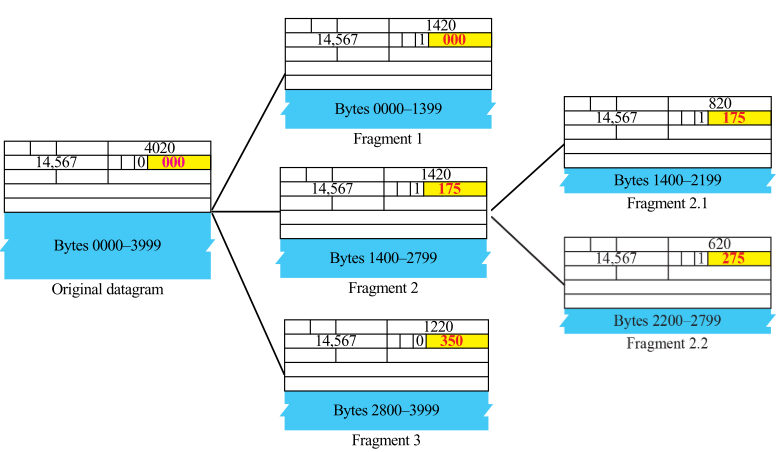 4020
14,567 0 000
Bytes 0000–3999
Original datagram
1420
14,567 1 000
Bytes 0000–1399
Fragment 1
1420
14,567 1 175
Bytes 1400–2799
Fragment 2
1220
14,567 0 350
Bytes 2800–3999
Fragment 3
820
14,567 1 175
Bytes 1400–2199
Fragment 2.1
620
14,567 1 275
Bytes 2200–2799
Fragment 2.2